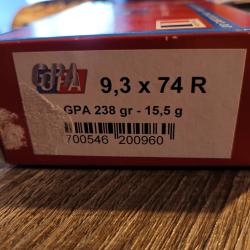 GPA
9,3 x 74 R
GPA 238 gr - 15,5 g
700546 200960